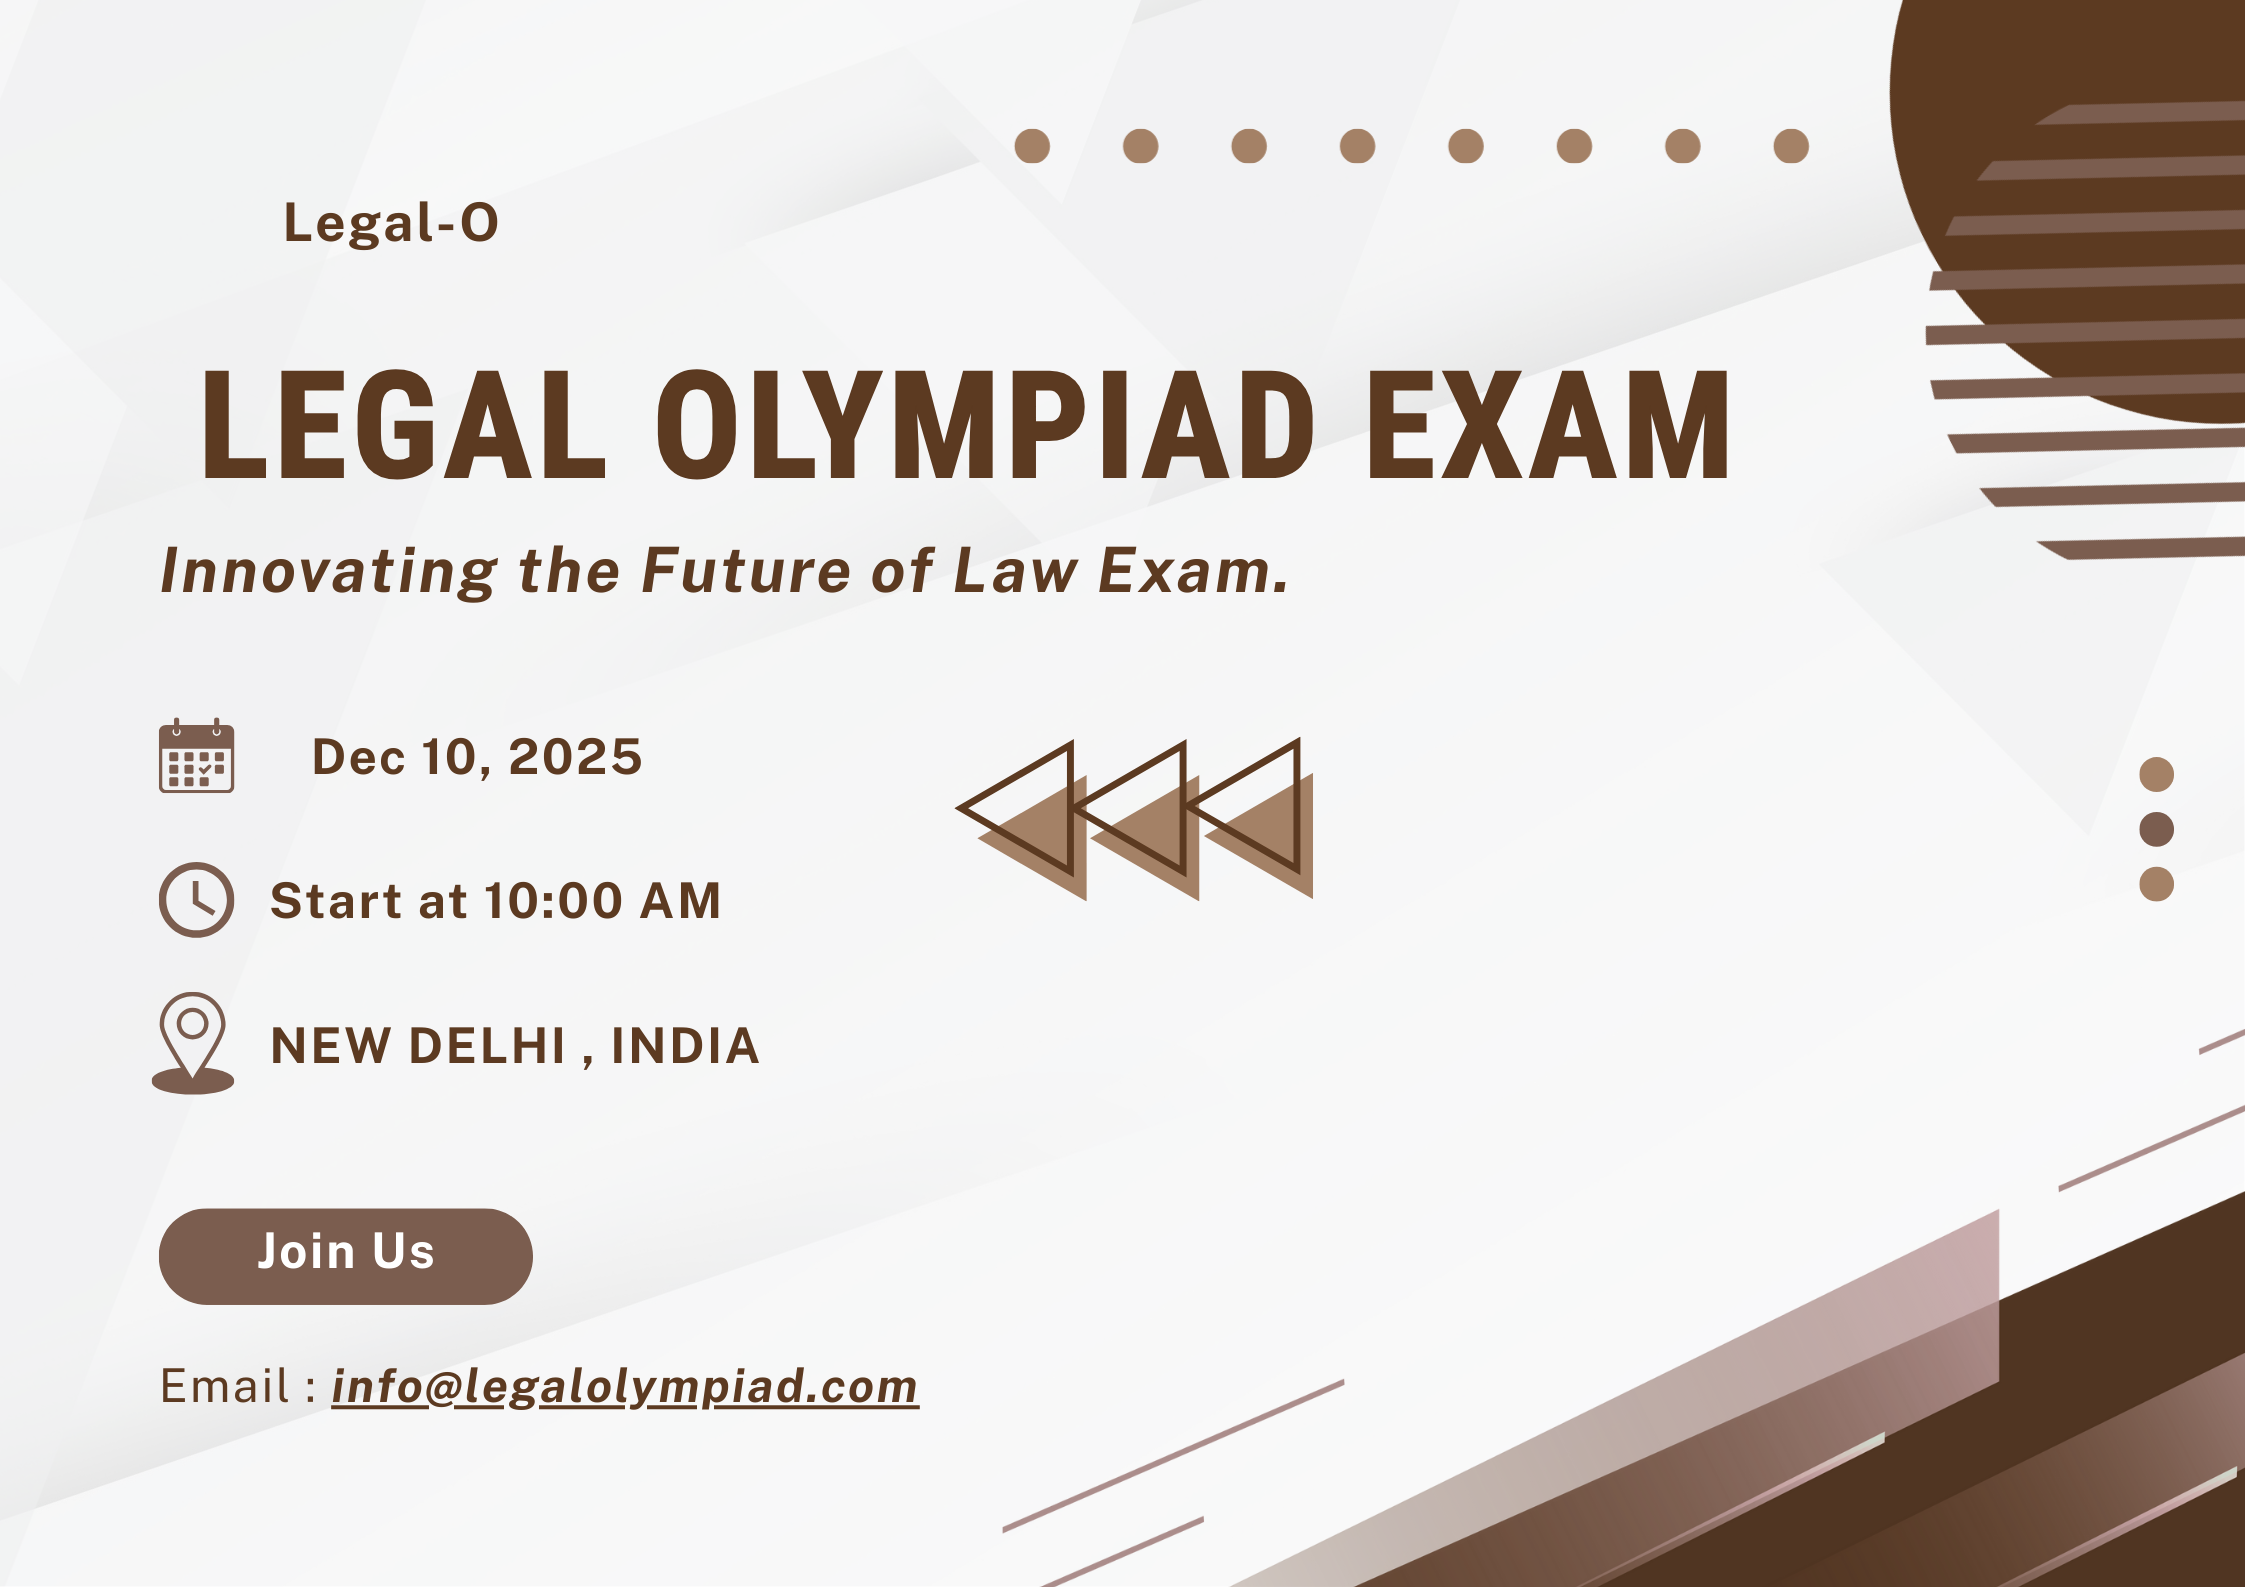 Legal-O
LEGAL OLYMPIAD EXAM
Innovating the Future of Law Exam.
Dec 10, 2025
Start at 10:00 AM
NEW DELHI , INDIA
Join Us
Email : info@legalolympiad.com